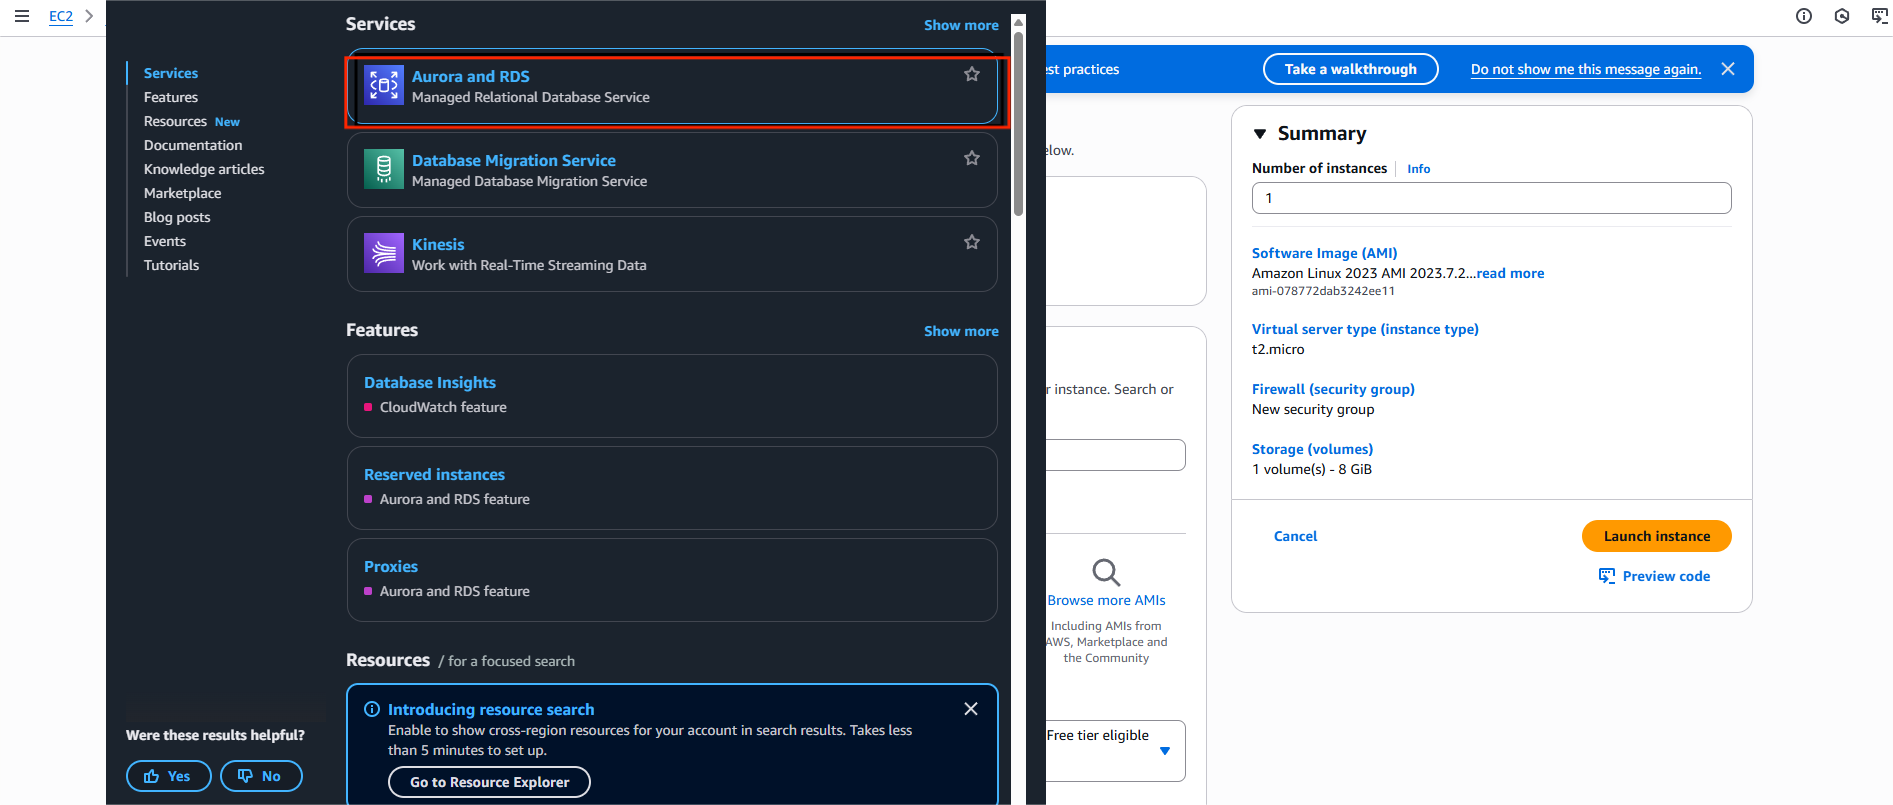 EC2
Services
Features
Resources New
Documentation
Knowledge articles
Marketplace
Blog posts
Events
Tutorials
Were these results helpful?
Yes
No
Services
Show more
Aurora and RDS
Managed Relational Database Service
Database Migration Service
Managed Database Migration Service
Kinesis
Work with Real-Time Streaming Data
Features
Show more
Database Insights
CloudWatch feature
Reserved instances
Aurora and RDS feature
Proxies
Aurora and RDS feature
Resources / for a focused search
Introducing resource search
Enable to show cross-region resources for your account in search results. Takes less
than 5 minutes to set up.
Go to Resource Explorer
est practices
Take a walkthrough
Do not show me this message again.
elow.
r instance. Search or
Browse more AMIs
Including AMIs from
AWS, Marketplace and
the Community
Free tier eligible
Summary
Number of instances
Info
1
Software Image (AMI)
Amazon Linux 2023 AMI 2023.7.2...read more
ami-078772dab3242ee11
Virtual server type (instance type)
t2.micro
Firewall (security group)
New security group
Storage (volumes)
1 volume(s) - 8 GiB
Cancel
Launch instance
Preview code